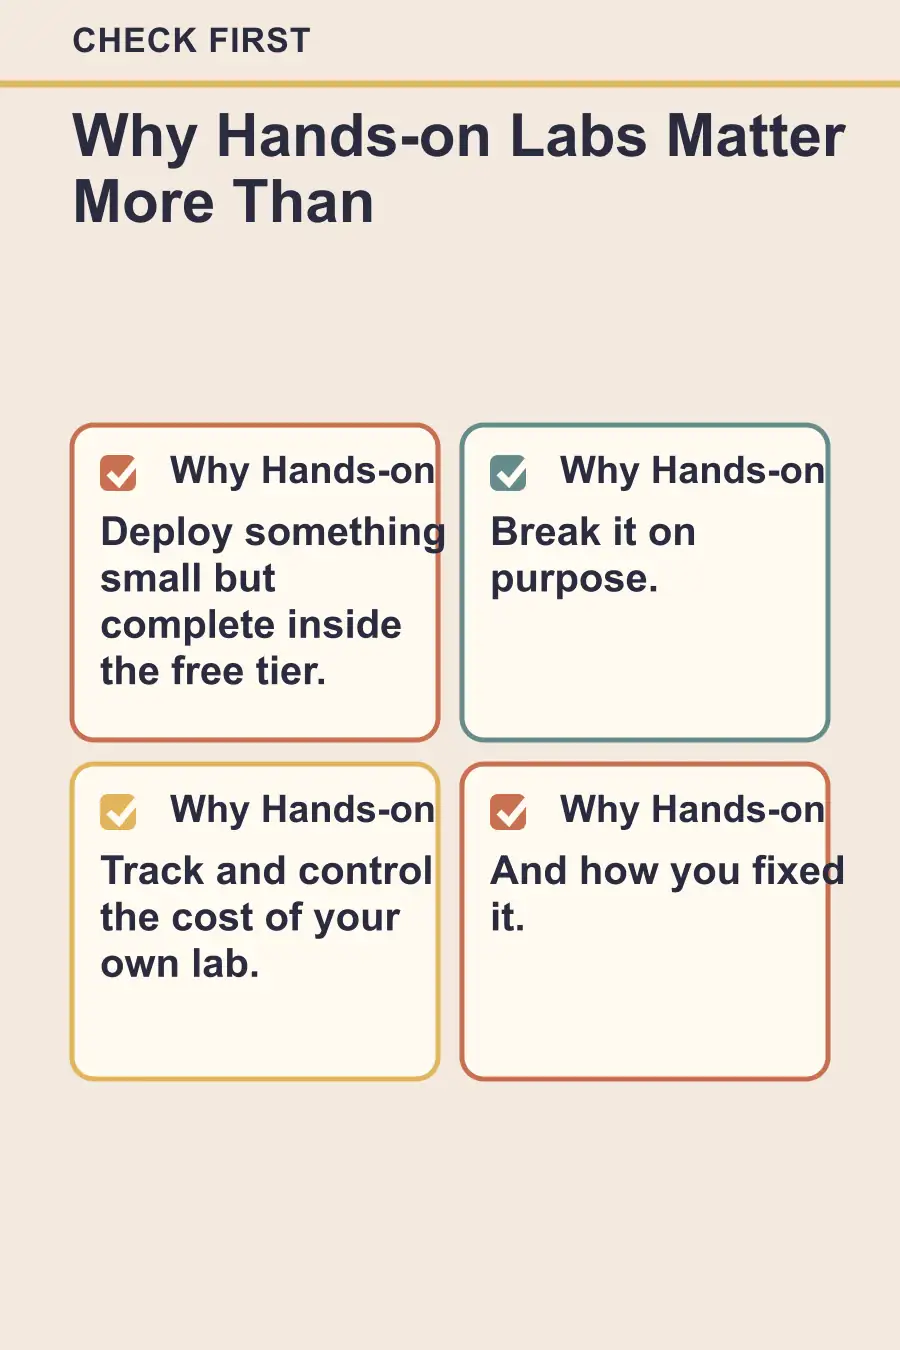 CHECK FIRST
Why Hands-on Labs Matter
More Than
Why Hands-on
Deploy something
small but
complete inside
the free tier.
Why Hands-on
Break it on
purpose.
Why Hands-on
Track and control
the cost of your
own lab.
Why Hands-on
And how you fixed
it.